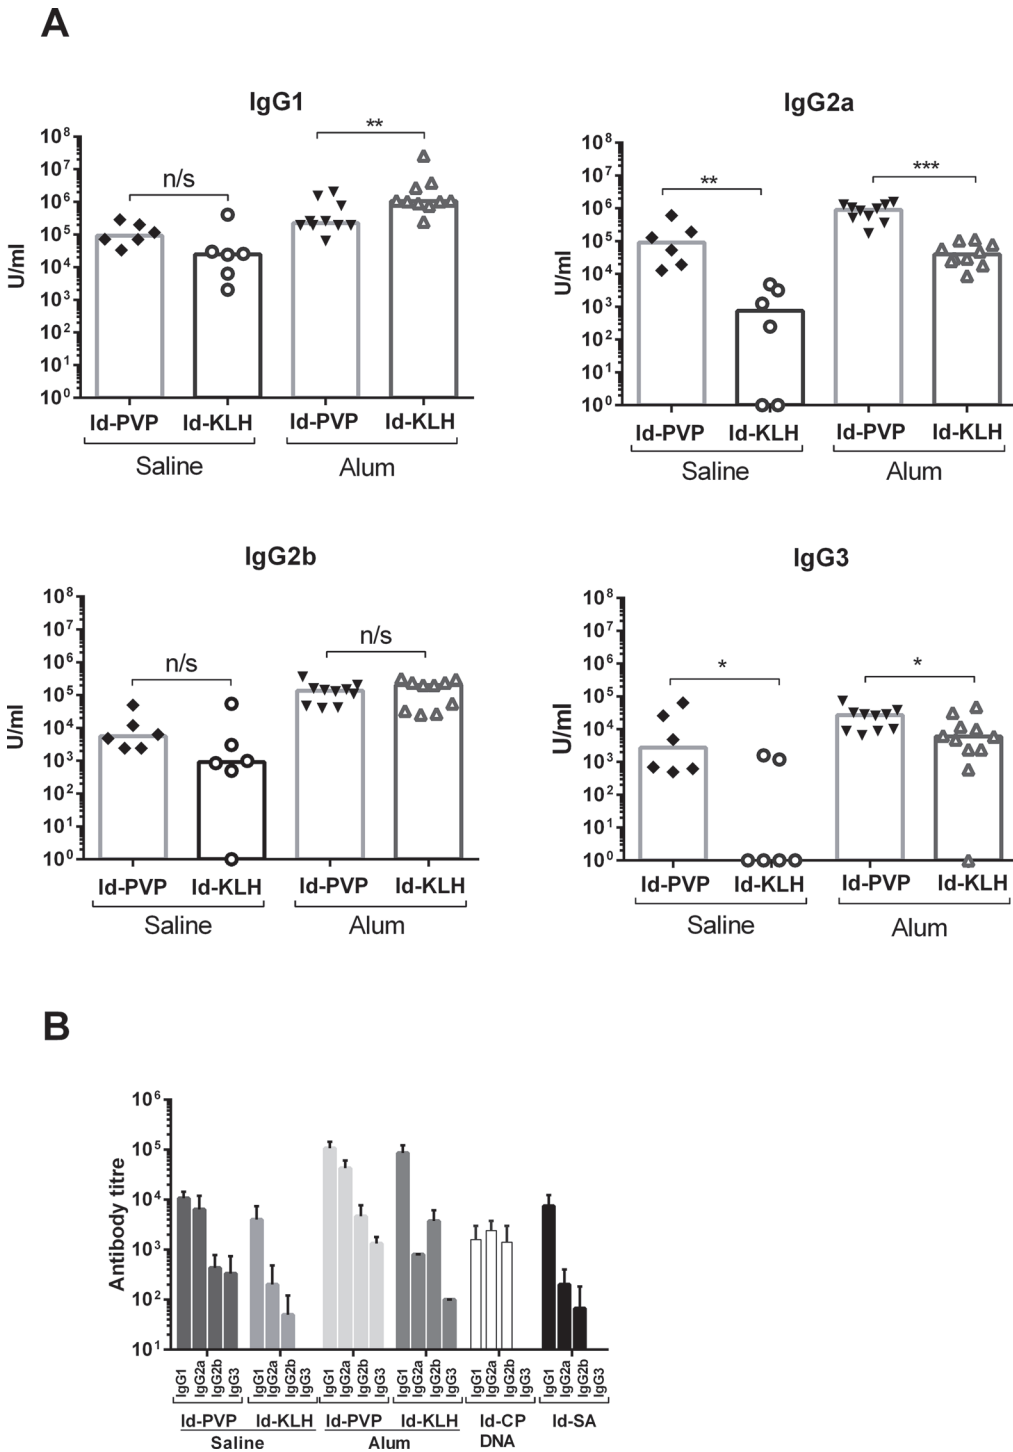 A
IgG1
IgG2a
U/ml
10⁸
10⁷
10⁶
10⁵
10⁴
10³
10²
10¹
10⁰
n/s
**
Id-PVP Id-KLH Id-PVP Id-KLH
Saline Alum
U/ml
10⁸
10⁷
10⁶
10⁵
10⁴
10³
10²
10¹
10⁰
**
***
Id-PVP Id-KLH Id-PVP Id-KLH
Saline Alum
IgG2b
IgG3
U/ml
10⁸
10⁷
10⁶
10⁵
10⁴
10³
10²
10¹
10⁰
n/s
n/s
Id-PVP Id-KLH Id-PVP Id-KLH
Saline Alum
U/ml
10⁸
10⁷
10⁶
10⁵
10⁴
10³
10²
10¹
10⁰
*
*
Id-PVP Id-KLH Id-PVP Id-KLH
Saline Alum
B
Antibody titre
10⁶
10⁵
10⁴
10³
10²
10¹
IgG1 IgG2a IgG2b IgG3 IgG1 IgG2a IgG2b IgG3 IgG1 IgG2a IgG2b IgG3 IgG1 IgG2a IgG2b IgG3 IgG1 IgG2a IgG2b IgG3 IgG1 IgG2a IgG2b IgG3
Id-PVP Id-KLH Id-PVP Id-KLH Id-CP Id-SA
Saline Alum DNA